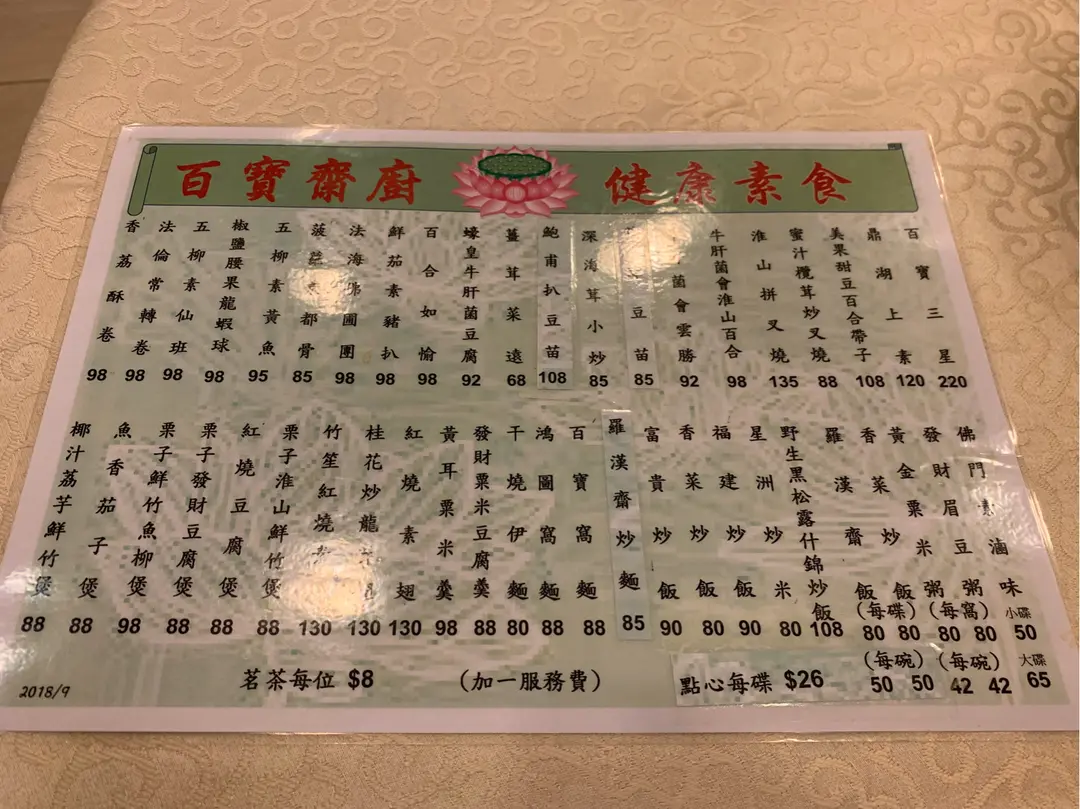 百寶齋廚 健康素食
百寶三星 220
鼎湖上素 120
美果甜豆百合帶子 108
蜜汁欖茸炒叉燒 88
淮山拼叉燒 135
牛肝菌會淮山百合 98
菌會雲勝 92
豆苗 85
深海茸小炒 85
鮑甫扒豆苗 108
薑茸菜遠 68
蠔皇牛肝菌豆腐 92
百合如愉 98
鮮茄素豬扒 98
法海佛圃團 98
菠都骨 85
五柳素黃魚 95
椒鹽腰果龍蝦球 98
五柳素仙班 98
法倫常轉卷 98
香荔酥卷 98
佛門素滷味 小碟 50 大碟 65
發財眉豆粥 (每窩) 80 (每碗) 42
黃金粟米粥 (每窩) 80 (每碗) 42
香菜炒飯 (每碟) 80 (每碗) 50
羅漢齋飯 (每碟) 80 (每碗) 50
野生黑松露什錦炒飯 108
星洲炒米 80
福建炒飯 90
香菜炒飯 80
富貴炒飯 90
羅漢齋炒麵 85
百寶窩麵 88
鴻圖窩麵 88
干燒伊麵 80
發財粟米豆腐羹 88
黃耳粟米羹 98
紅燒素翅 130
桂花炒龍 130
竹笙紅燒 130
栗子淮山鮮竹煲 88
紅燒豆腐煲 88
栗子發財豆腐煲 88
栗子鮮竹魚柳煲 98
魚香茄子煲 88
椰汁荔芋鮮竹煲 88
茗茶每位 $8 (加一服務費) 點心每碟 $26
2018/9